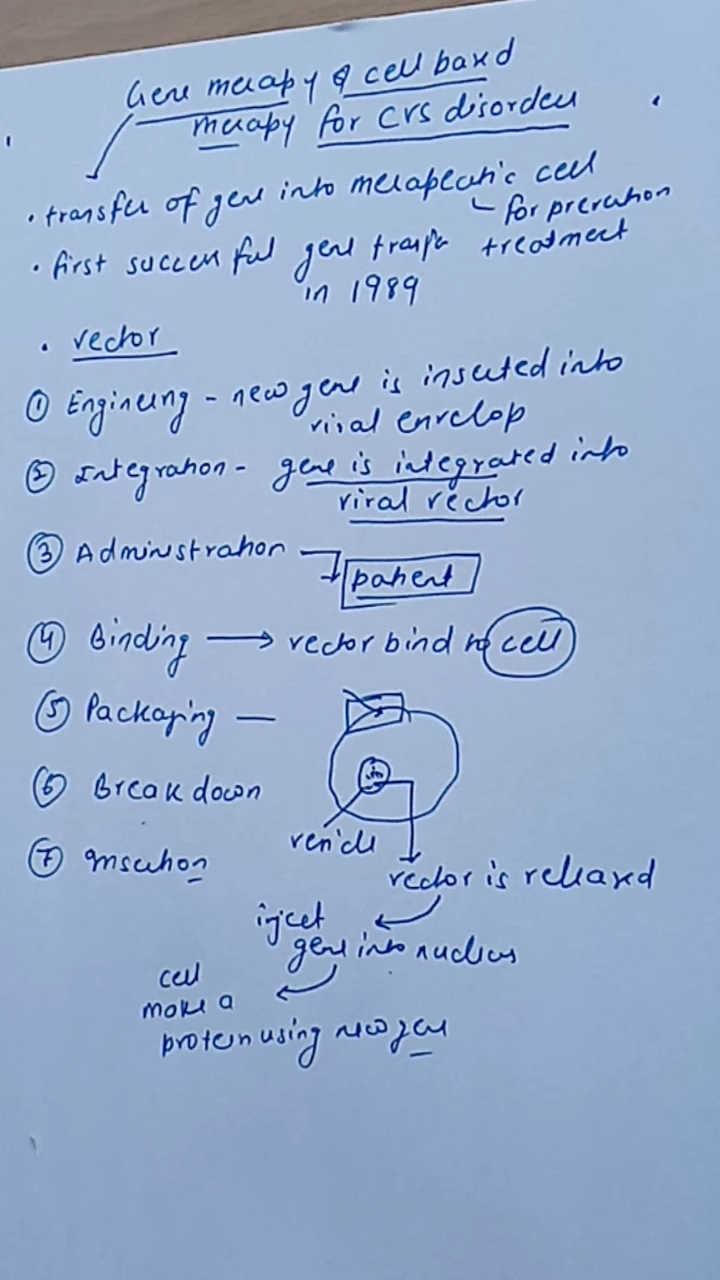 Gene therapy & cell based
therapy for CVS disorders
• transfer of gene into therapeutic cell
for prevention
• first successful gene transfer treatment
in 1989
• vector
① Engineering - new gene is inserted into
viral envelop
② Integration - gene is integrated into
viral vector
③ Adminstration
patient
④ Binding → vector bind to cell
⑤ Packaging —
⑥ Break down
vesicle
⑦ Insertion
vector is released
inject
gene into nucleus
cell
make a
protein using new gene